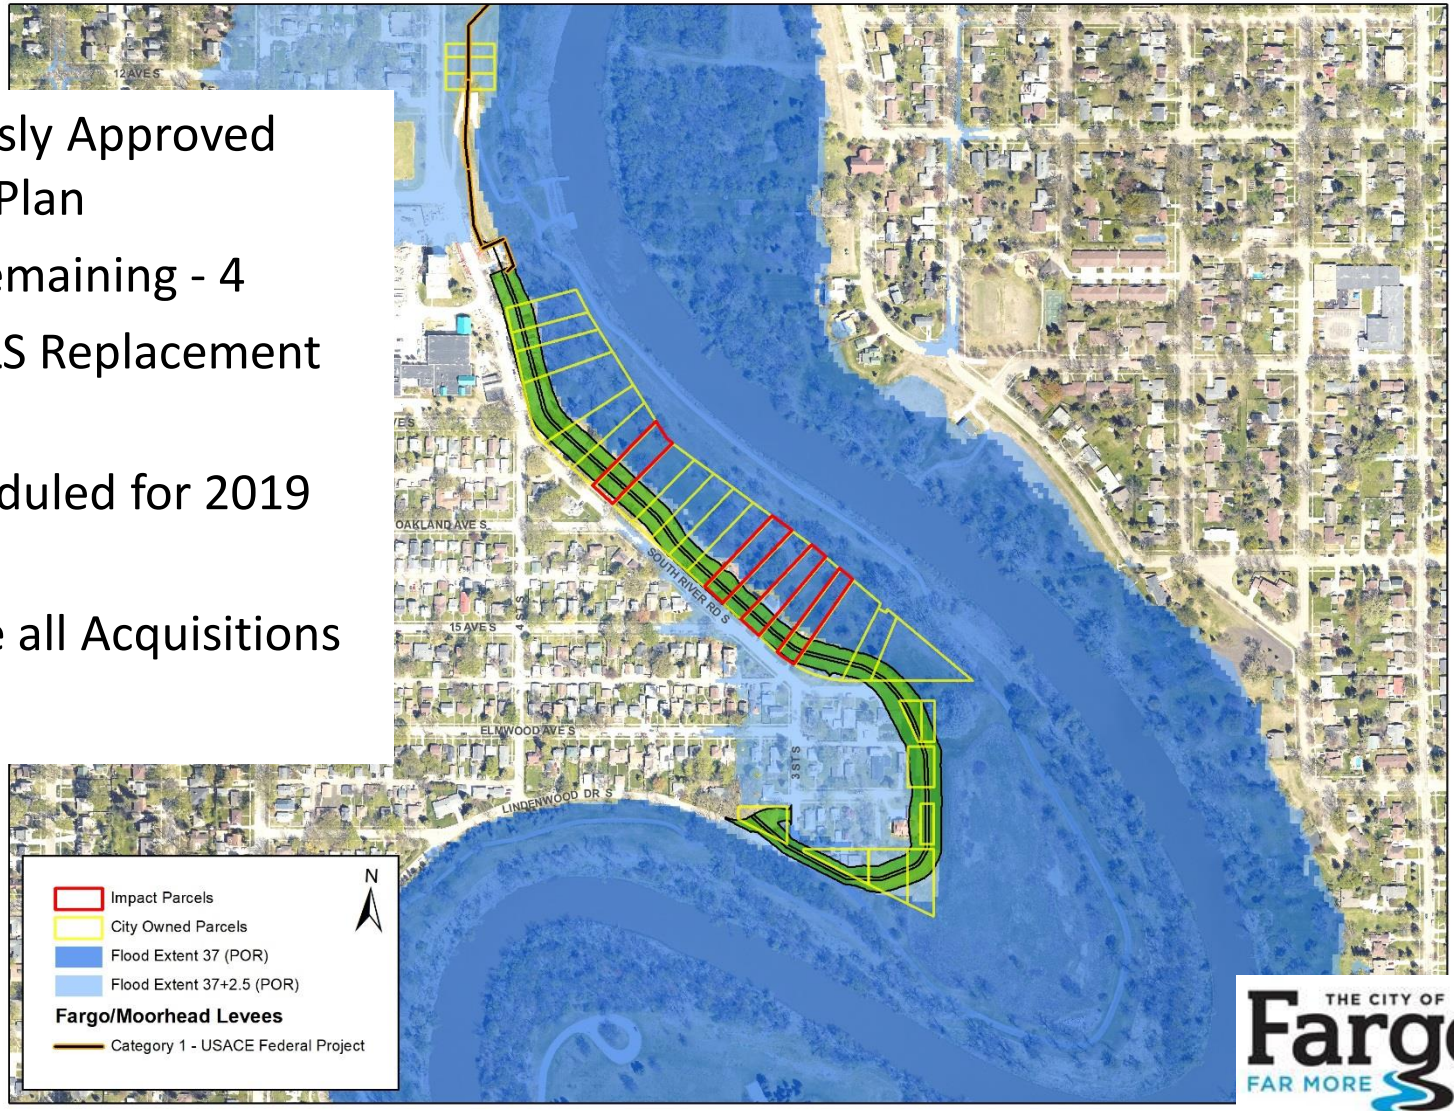 12 AVE S
sly Approved
Plan
emaining - 4
S Replacement
VE S
duled for 2019
OAKLAND AVE S
SOUTH RIVER RD S
4 S S
15 AVE S
e all Acquisitions
ELMWOOD AVE S
3 ST S
LINDENWOOD DR S
N
Impact Parcels
City Owned Parcels
Flood Extent 37 (POR)
Flood Extent 37+2.5 (POR)
Fargo/Moorhead Levees
Category 1 - USACE Federal Project
THE CITY OF
Fargo
FAR MORE